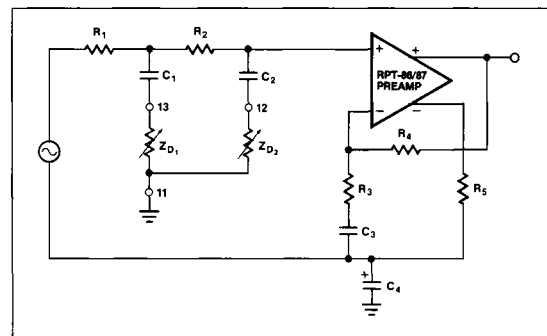 R1
R2
C1
C2
13
12
ZD1
ZD2
11
+
+
RPT-86/87
PREAMP
−
−
R4
R3
R5
C3
+
C4